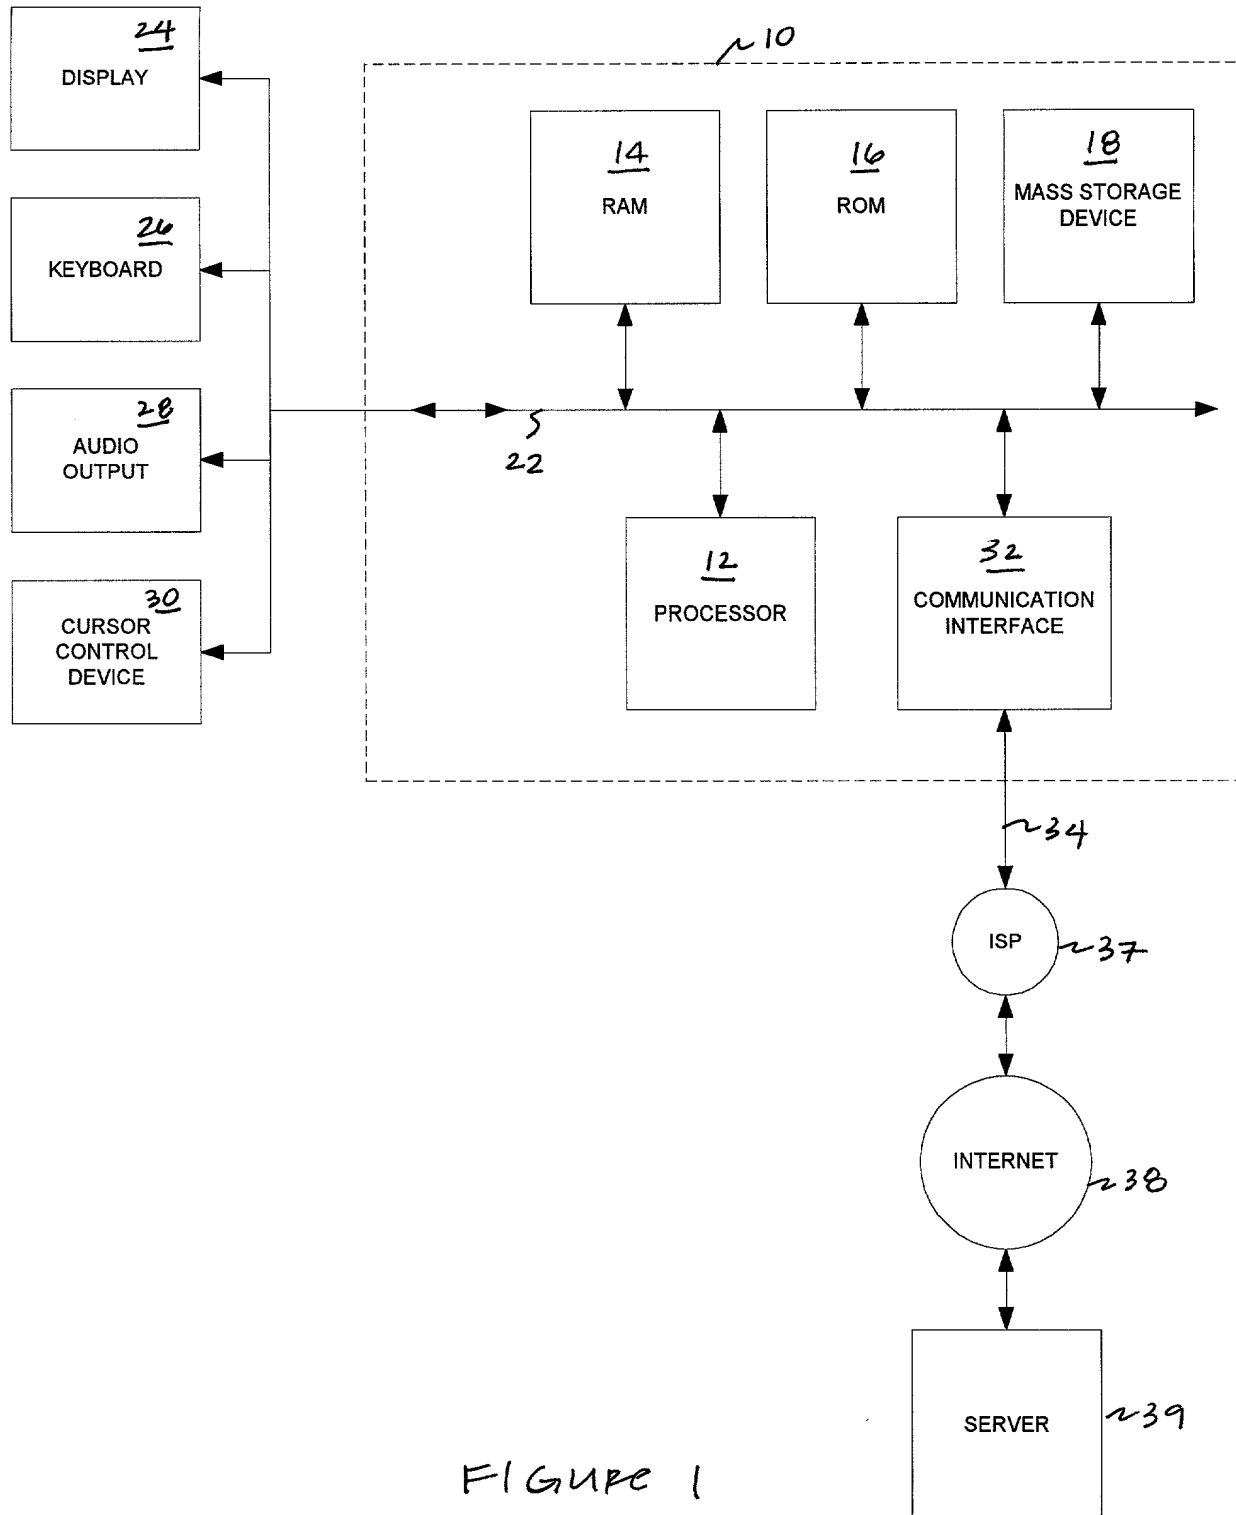 10
24
DISPLAY
14
RAM
16
ROM
18
MASS STORAGE
DEVICE
26
KEYBOARD
28
AUDIO
OUTPUT
22
30
CURSOR
CONTROL
DEVICE
12
PROCESSOR
32
COMMUNICATION
INTERFACE
34
ISP
37
INTERNET
38
SERVER
39
FIGURE 1